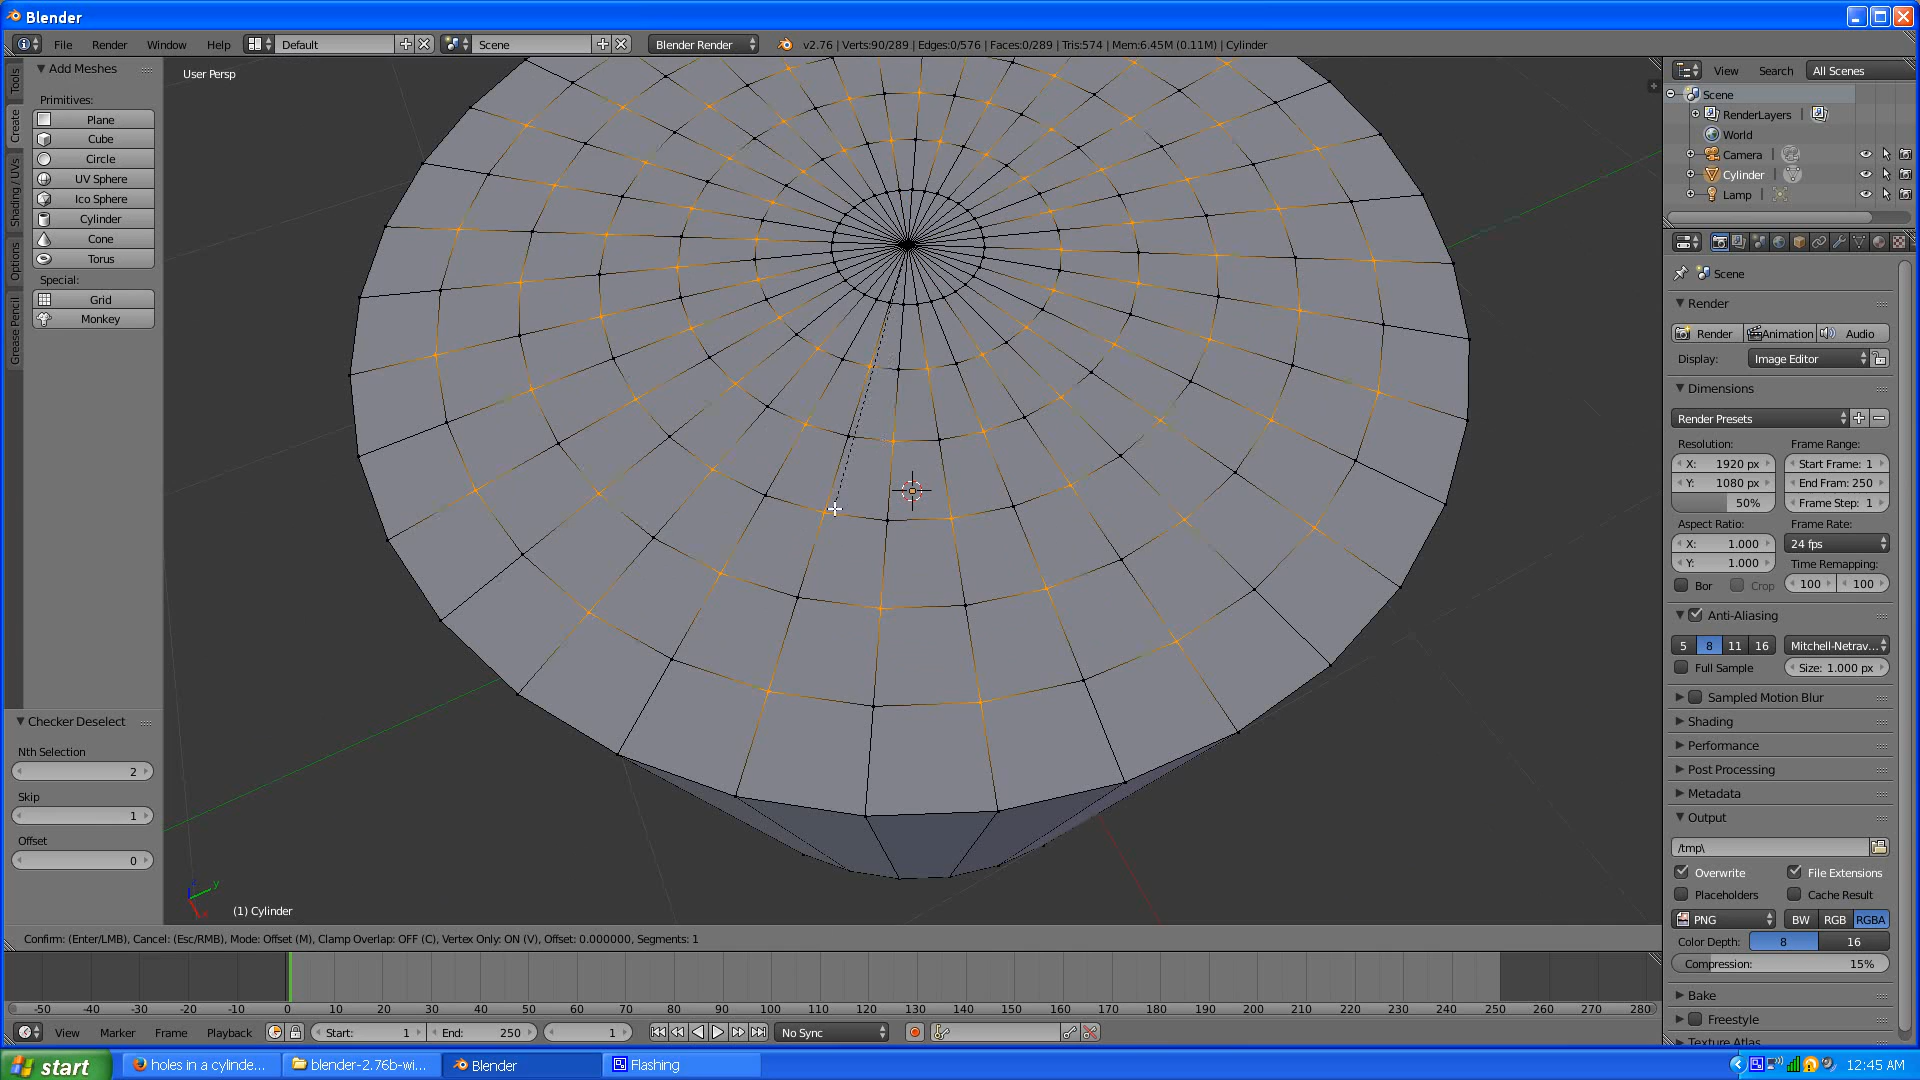 Blender
File Render Window Help Default Scene Blender Render v2.76 | Verts:90/289 | Edges:0/576 | Faces:0/289 | Tris:574 | Mem:6.45M (0.11M) | Cylinder
Tools
Create
Shading / UVs
Options
Grease Pencil
Add Meshes
Primitives:
Plane
Cube
Circle
UV Sphere
Ico Sphere
Cylinder
Cone
Torus
Special:
Grid
Monkey
Checker Deselect
Nth Selection
2
Skip
1
Offset
0
User Persp
y
(1) Cylinder
Confirm: (Enter/LMB), Cancel: (Esc/RMB), Mode: Offset (M), Clamp Overlap: OFF (C), Vertex Only: ON (V), Offset: 0.000000, Segments: 1
-50 -40 -30 -20 -10 0 10 20 30 40 50 60 70 80 90 100 110 120 130 140 150 160 170 180 190 200 210 220 230 240 250 260 270 280
View Marker Frame Playback Start: 1 End: 250 1 No Sync
View Search All Scenes
Scene
RenderLayers
World
Camera
Cylinder
Lamp
Scene
Render
Render Animation Audio
Display: Image Editor
Dimensions
Render Presets
Resolution: Frame Range:
X: 1920 px Start Frame: 1
Y: 1080 px End Fram: 250
50% Frame Step: 1
Aspect Ratio: Frame Rate:
X: 1.000 24 fps
Y: 1.000 Time Remapping:
Bor Crop 100 100
Anti-Aliasing
5 8 11 16 Mitchell-Netrav...
Full Sample Size: 1.000 px
Sampled Motion Blur
Shading
Performance
Post Processing
Metadata
Output
/tmp\
Overwrite File Extensions
Placeholders Cache Result
PNG BW RGB RGBA
Color Depth: 8 16
Compression: 15%
Bake
Freestyle
Texture Atlas
start holes in a cylinde... blender-2.76b-wi... Blender Flashing 12:45 AM